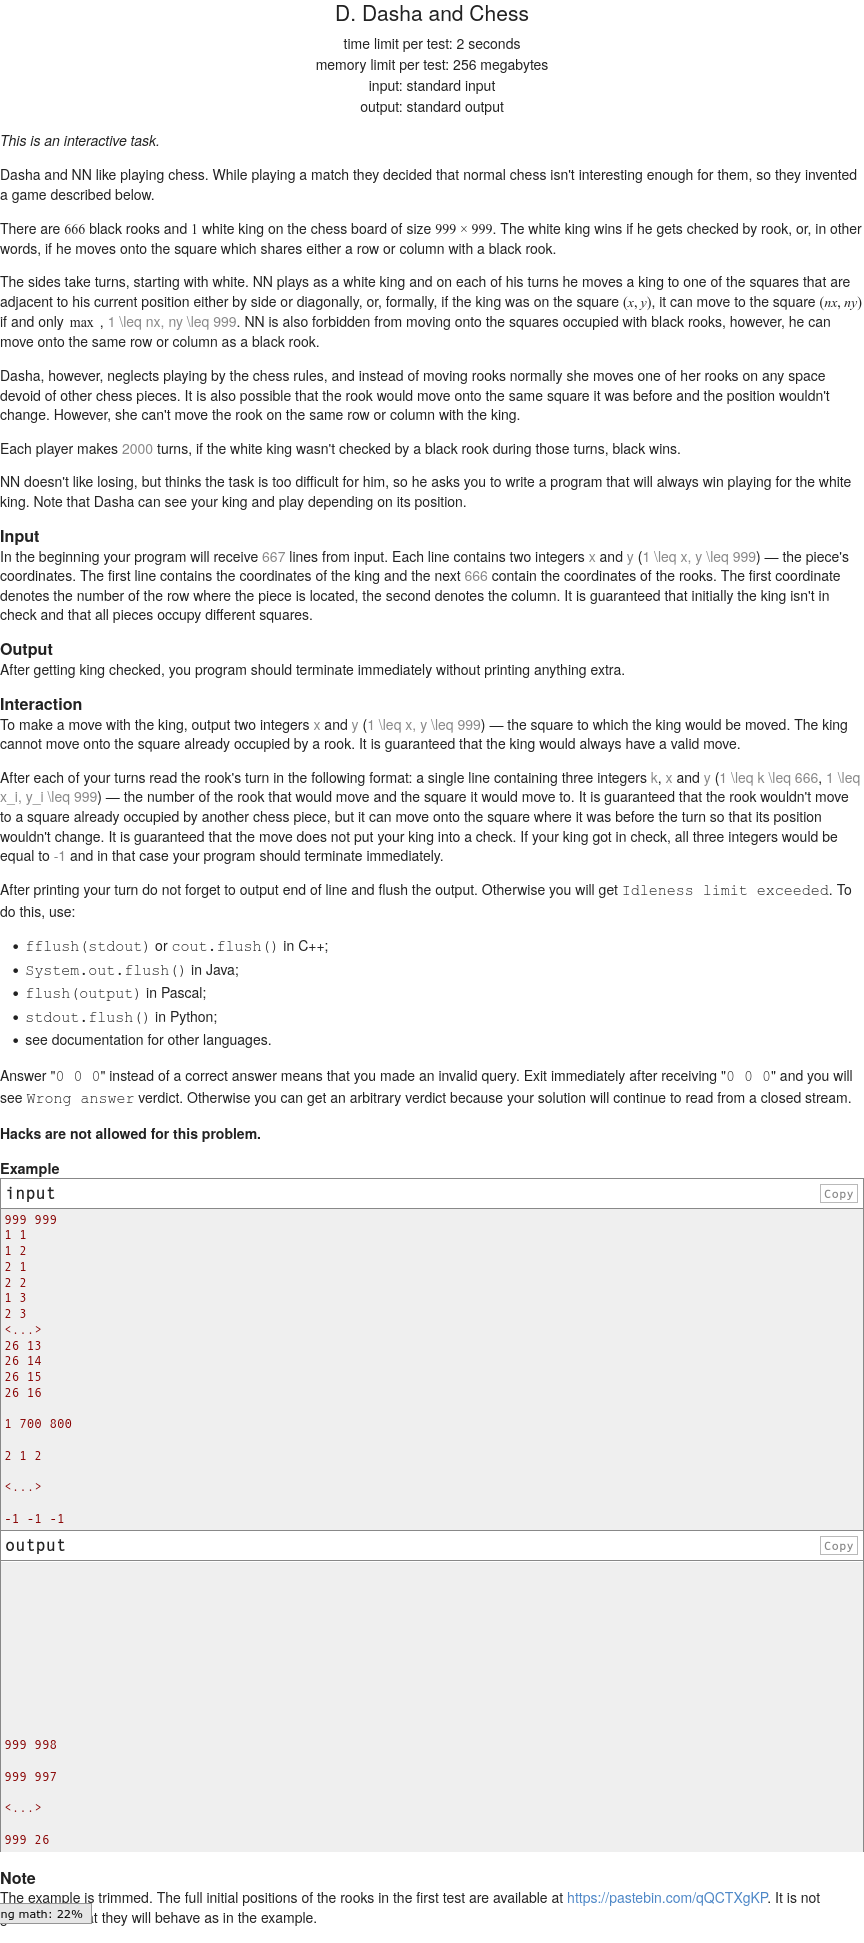 D. Dasha and Chess
time limit per test: 2 seconds
memory limit per test: 256 megabytes
input: standard input
output: standard output
This is an interactive task.
Dasha and NN like playing chess. While playing a match they decided that normal chess isn't interesting enough for them, so they invented
a game described below.
There are 666 black rooks and 1 white king on the chess board of size 999 × 999. The white king wins if he gets checked by rook, or, in other
words, if he moves onto the square which shares either a row or column with a black rook.
The sides take turns, starting with white. NN plays as a white king and on each of his turns he moves a king to one of the squares that are
adjacent to his current position either by side or diagonally, or, formally, if the king was on the square (x, y), it can move to the square (nx, ny)
if and only max , 1 \leq nx, ny \leq 999. NN is also forbidden from moving onto the squares occupied with black rooks, however, he can
move onto the same row or column as a black rook.
Dasha, however, neglects playing by the chess rules, and instead of moving rooks normally she moves one of her rooks on any space
devoid of other chess pieces. It is also possible that the rook would move onto the same square it was before and the position wouldn't
change. However, she can't move the rook on the same row or column with the king.
Each player makes 2000 turns, if the white king wasn't checked by a black rook during those turns, black wins.
NN doesn't like losing, but thinks the task is too difficult for him, so he asks you to write a program that will always win playing for the white
king. Note that Dasha can see your king and play depending on its position.
Input
In the beginning your program will receive 667 lines from input. Each line contains two integers x and y (1 \leq x, y \leq 999) — the piece's
coordinates. The first line contains the coordinates of the king and the next 666 contain the coordinates of the rooks. The first coordinate
denotes the number of the row where the piece is located, the second denotes the column. It is guaranteed that initially the king isn't in
check and that all pieces occupy different squares.
Output
After getting king checked, you program should terminate immediately without printing anything extra.
Interaction
To make a move with the king, output two integers x and y (1 \leq x, y \leq 999) — the square to which the king would be moved. The king
cannot move onto the square already occupied by a rook. It is guaranteed that the king would always have a valid move.
After each of your turns read the rook's turn in the following format: a single line containing three integers k, x and y (1 \leq k \leq 666, 1 \leq
x_i, y_i \leq 999) — the number of the rook that would move and the square it would move to. It is guaranteed that the rook wouldn't move
to a square already occupied by another chess piece, but it can move onto the square where it was before the turn so that its position
wouldn't change. It is guaranteed that the move does not put your king into a check. If your king got in check, all three integers would be
equal to -1 and in that case your program should terminate immediately.
After printing your turn do not forget to output end of line and flush the output. Otherwise you will get Idleness limit exceeded. To
do this, use:
• fflush(stdout) or cout.flush() in C++;
• System.out.flush() in Java;
• flush(output) in Pascal;
• stdout.flush() in Python;
• see documentation for other languages.
Answer "0 0 0" instead of a correct answer means that you made an invalid query. Exit immediately after receiving "0 0 0" and you will
see Wrong answer verdict. Otherwise you can get an arbitrary verdict because your solution will continue to read from a closed stream.
Hacks are not allowed for this problem.
Example
input Copy
999 999
1 1
1 2
2 1
2 2
1 3
2 3
<...>
26 13
26 14
26 15
26 16
1 700 800
2 1 2
<...>
-1 -1 -1
output Copy
999 998
999 997
<...>
999 26
Note
The example is trimmed. The full initial positions of the rooks in the first test are available at https://pastebin.com/qQCTXgKP. It is not
ng math: 22% at they will behave as in the example.